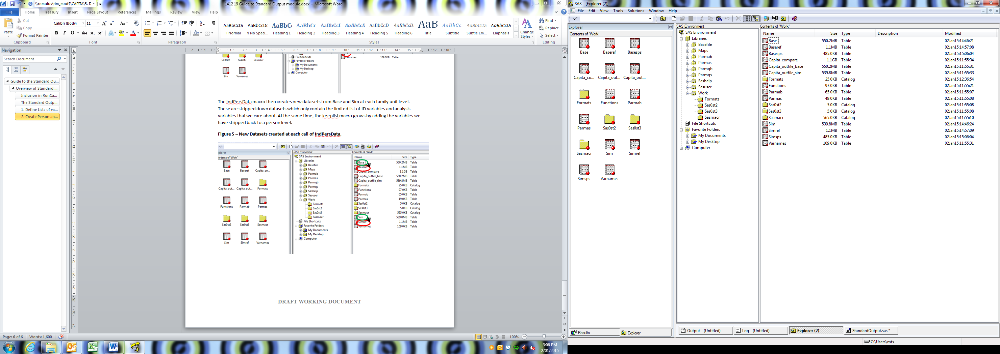 \\romulus\rim_mod$\CAPITA\5. D
1412 19 Guide to Standard Output module.docx - Microsoft Word
File Home Treasury Insert Page Layout References Mailings Review View Help
Paste
Cut
Copy
Format Painter
Clipboard
Calibri (Body) 11
Font
Paragraph
AaBbCcDc AaBbCcDc AaBbC AaBbCc AaBbCcI AaBbCcD AaBbCcD AaBbCcD AaB AaBbCc. AaBbCcDc AaBbCcDc
¶ Normal ¶ No Spaci... Heading 1 Heading 2 Heading 3 Heading 4 Heading 5 Heading 6 Title Subtitle Subtle Em... Emphasis
Styles
Change Styles
Find
Replace
Select
Editing
Navigation
Search Document
Guide to the Standard Ou...
Overview of Standard ...
Inclusion in RunCa...
The Standard Outp...
1. Define Lists of va...
2. Create Person an...
Sas0st2 Sas0st3 Sasmacr
Sim Varnames
File Shortcuts
Favorite Folders
My Documents
My Desktop
Computer
Varnames 109.0KB Table
The IndPersData macro then creates new data sets from Base and Sim at each family unit level.
These are stripped down datasets which only contain the limited list of ID variables and analysis
variables that we care about. At the same time, the keeplist macro grows by adding the variables we
have stripped back to a person level.
Figure 5 – New Datasets created at each call of IndPersData.
xplorer
Contents of 'Work'
Base Baseref Capita_co...
Capita_out... Capita_out... Formats
Functions Parmab Parmas
Sas0st2 Sas0st3 Sasmacr
Sim Simref Varnames
SAS Environment
SAS Environment
Libraries
Basefile
Maps
Parmab
Parmas
Parmqb
Parmqs
Sashelp
Sasuser
Work
Formats
Sas0st2
Sas0st3
Sasmacr
File Shortcuts
Favorite Folders
My Documents
My Desktop
Computer
Contents of 'Work'
Name Size Type
Base 550.2MB Table
Baseref 1.1MB Table
Capita_compare 1.1GB Table
Capita_outfile_base 550.2MB Table
Capita_outfile_sim 539.8MB Table
Formats 25.0KB Catalog
Functions 97.0KB Table
Parmab 65.0KB Table
Parmas 49.0KB Table
Sas0st2 5.0KB Catalog
Sas0st3 5.0KB Catalog
Sasmacr 565.0KB Catalog
Sim 539.8MB Table
Simref 1.1MB Table
Varnames 109.0KB Table
DRAFT WORKING DOCUMENT
Page: 6 of 6 Words: 1,600
100%
3:06 PM
2/01/2015
SAS - [Explorer (2)]
File Edit View Tools Solutions Window Help
Explorer
Contents of 'Work'
Base Baseref Basesps
Capita_co... Capita_out... Capita_out...
Formats Functions Parmab
Parmas Sas0st2 Sas0st3
Sasmacr Sim Simref
Simsps Varnames
Results Explorer
SAS Environment
SAS Environment
Libraries
Basefile
Maps
Parmab
Parmas
Parmqb
Parmqs
Sashelp
Sasuser
Work
Formats
Sas0st2
Sas0st3
Sasmacr
File Shortcuts
Favorite Folders
My Documents
My Desktop
Computer
Contents of 'Work'
Name Size Type Description Modified
Base 550.2MB Table 02Jan15:14:46:21
Baseref 1.1MB Table 02Jan15:14:57:08
Basesps 485.0KB Table 02Jan15:15:06:04
Capita_compare 1.1GB Table 02Jan15:11:55:34
Capita_outfile_base 550.2MB Table 02Jan15:11:55:31
Capita_outfile_sim 539.8MB Table 02Jan15:11:55:33
Formats 25.0KB Catalog 02Jan15:12:36:54
Functions 97.0KB Table 02Jan15:11:55:21
Parmab 65.0KB Table 02Jan15:11:55:07
Parmas 49.0KB Table 02Jan15:11:55:08
Sas0st2 5.0KB Catalog 02Jan15:11:55:08
Sas0st3 5.0KB Catalog 02Jan15:11:55:08
Sasmacr 565.0KB Catalog 02Jan15:11:55:10
Sim 539.8MB Table 02Jan15:14:46:24
Simref 1.1MB Table 02Jan15:14:57:09
Simsps 485.0KB Table 02Jan15:15:06:04
Varnames 109.0KB Table 02Jan15:11:55:31
Output - (Untitled) Log - (Untitled) Explorer (2) StandardOutput.sas *
C:\Users\mts